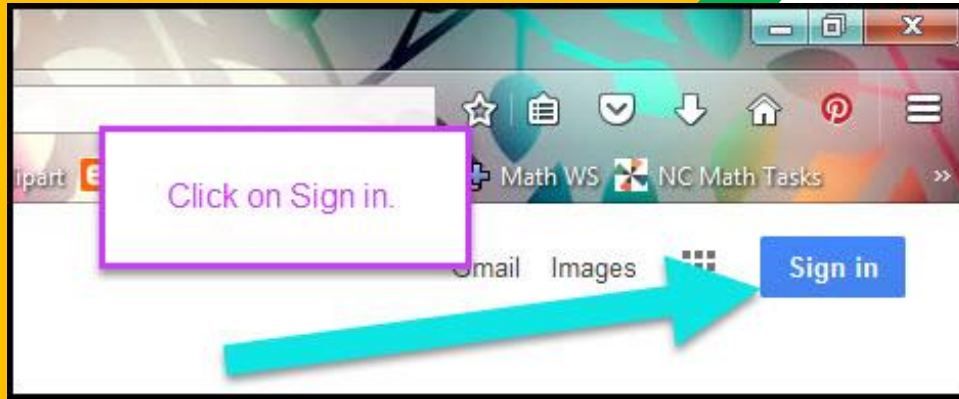 ipart Math WS NC Math Tasks »
Click on Sign in.
Gmail Images Sign in